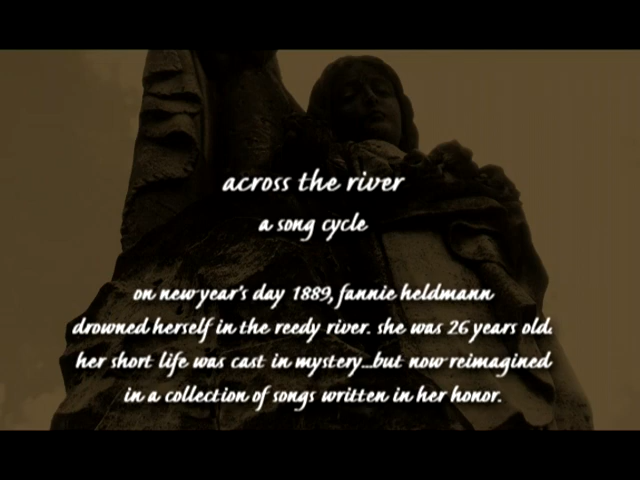 across the river
a song cycle
on new year's day 1889, fannie heldmann
drowned herself in the reedy river. she was 26 years old.
her short life was cast in mystery...but now reimagined
in a collection of songs written in her honor.